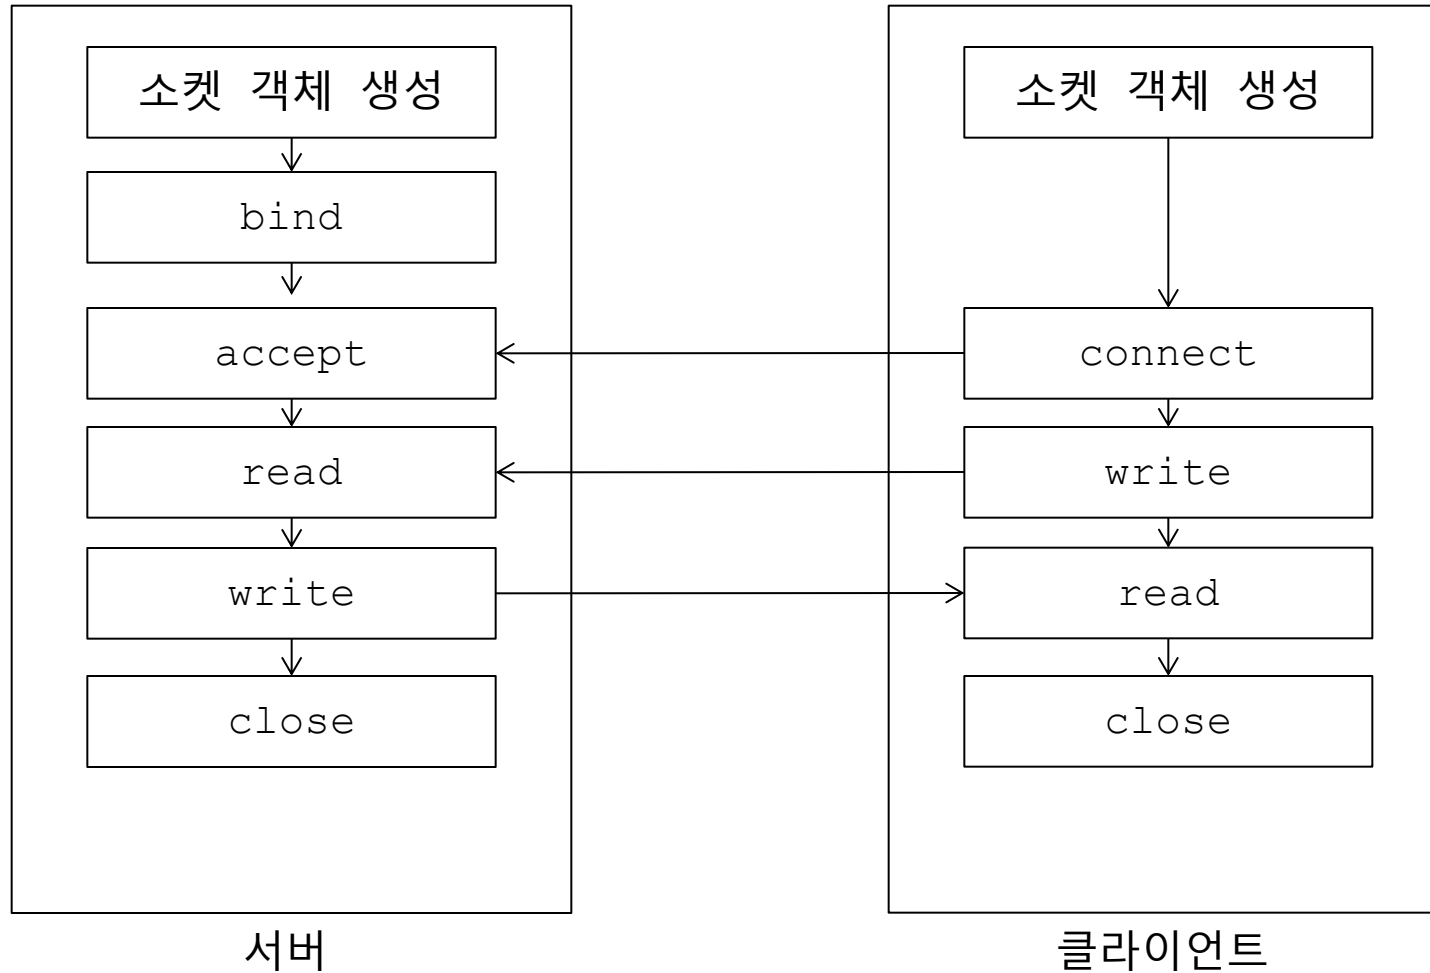 소켓 객체 생성
bind
accept
read
write
close
서버
소켓 객체 생성
connect
write
read
close
클라이언트